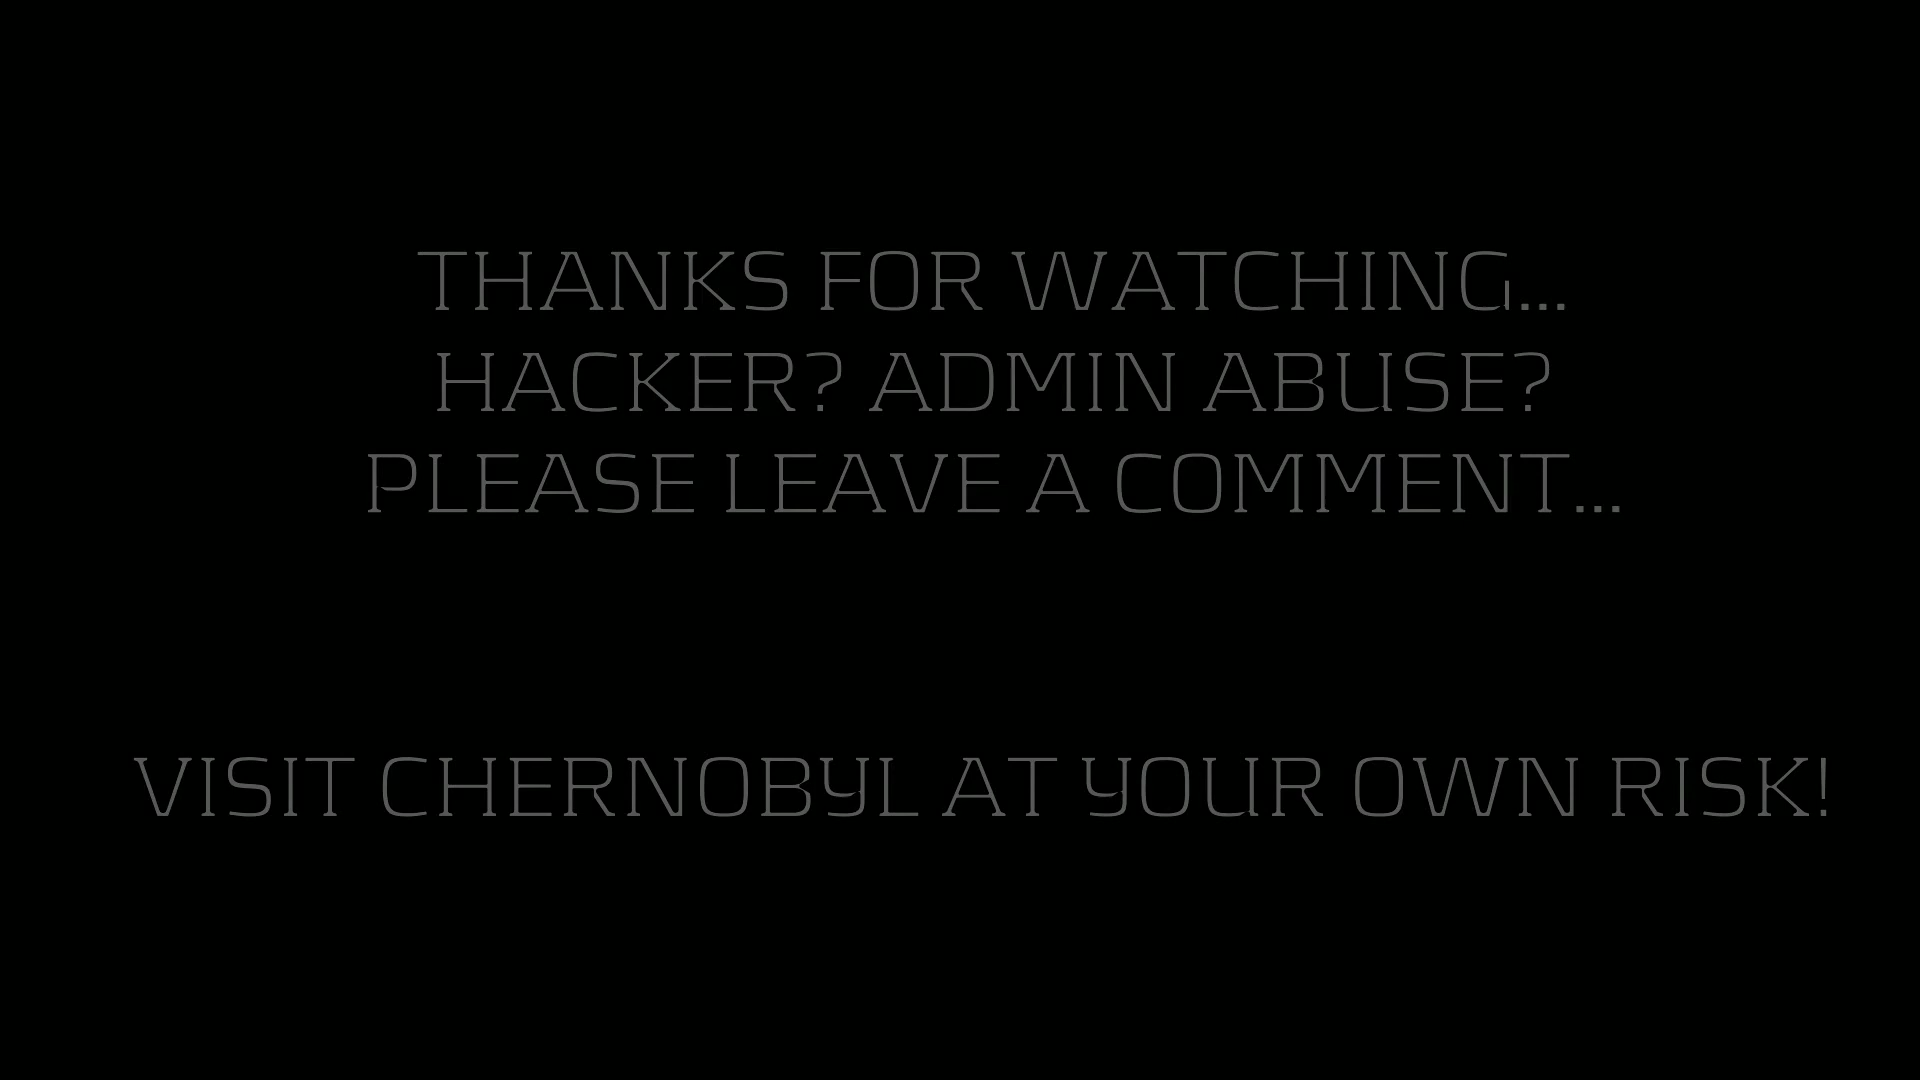 THANKS FOR WATCHING...
HACKER? ADMIN ABUSE?
PLEASE LEAVE A COMMENT...
VISIT CHERNOBYL AT YOUR OWN RISK!